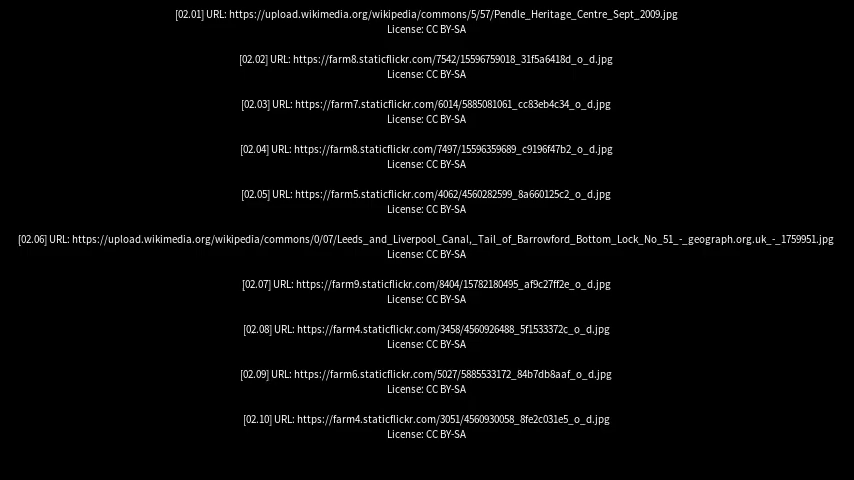 [02.01] URL: https://upload.wikimedia.org/wikipedia/commons/5/57/Pendle_Heritage_Centre_Sept_2009.jpg
License: CC BY-SA
[02.02] URL: https://farm8.staticflickr.com/7542/15596759018_31f5a6418d_o_d.jpg
License: CC BY-SA
[02.03] URL: https://farm7.staticflickr.com/6014/5885081061_cc83eb4c34_o_d.jpg
License: CC BY-SA
[02.04] URL: https://farm8.staticflickr.com/7497/15596359689_c9196f47b2_o_d.jpg
License: CC BY-SA
[02.05] URL: https://farm5.staticflickr.com/4062/4560282599_8a660125c2_o_d.jpg
License: CC BY-SA
[02.06] URL: https://upload.wikimedia.org/wikipedia/commons/0/07/Leeds_and_Liverpool_Canal,_Tail_of_Barrowford_Bottom_Lock_No_51_-_geograph.org.uk_-_1759951.jpg
License: CC BY-SA
[02.07] URL: https://farm9.staticflickr.com/8404/15782180495_af9c27ff2e_o_d.jpg
License: CC BY-SA
[02.08] URL: https://farm4.staticflickr.com/3458/4560926488_5f1533372c_o_d.jpg
License: CC BY-SA
[02.09] URL: https://farm6.staticflickr.com/5027/5885533172_84b7db8aaf_o_d.jpg
License: CC BY-SA
[02.10] URL: https://farm4.staticflickr.com/3051/4560930058_8fe2c031e5_o_d.jpg
License: CC BY-SA